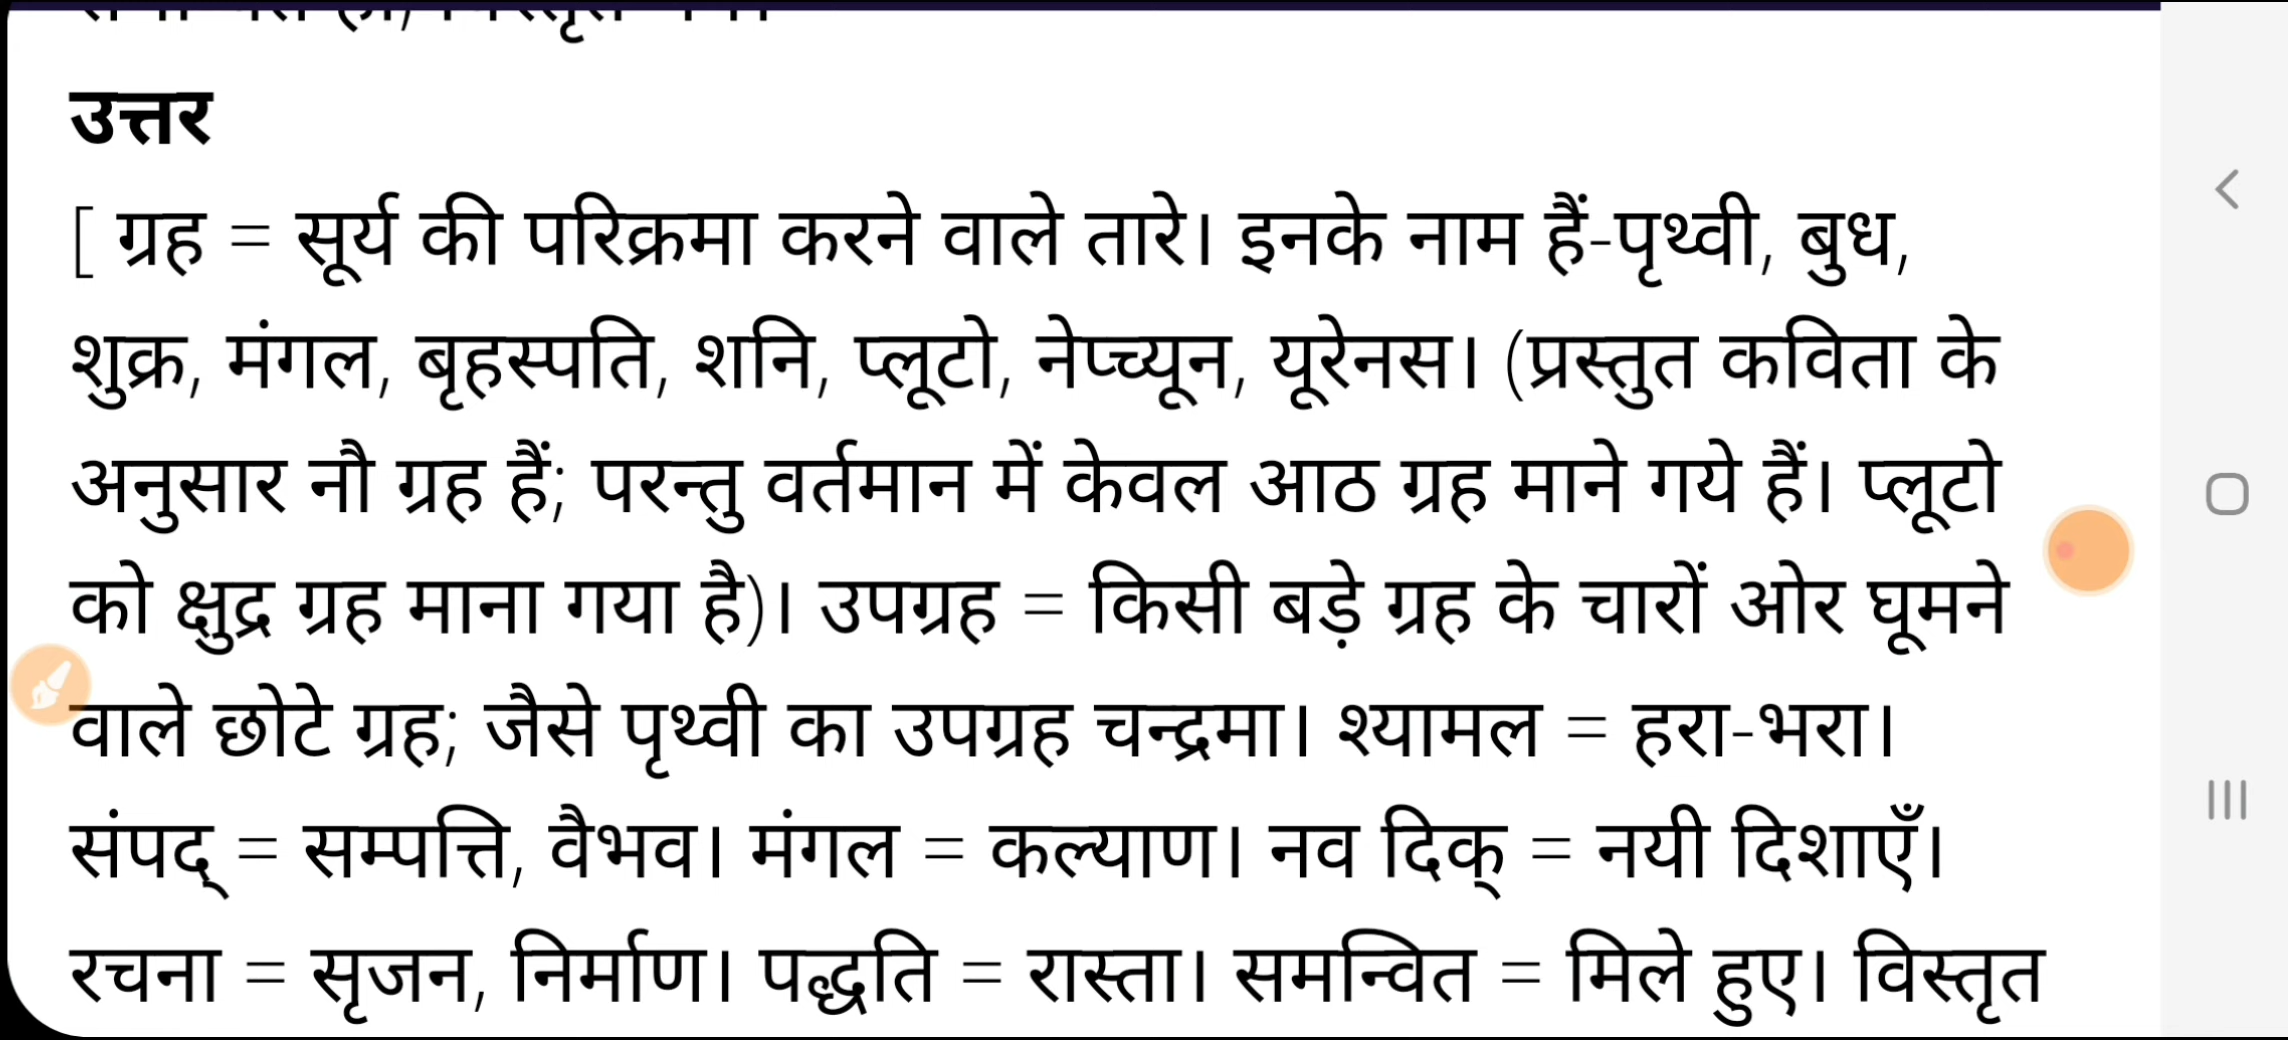 उत्तर
[ ग्रह = सूर्य की परिक्रमा करने वाले तारे। इनके नाम हैं-पृथ्वी, बुध,
शुक्र, मंगल, बृहस्पति, शनि, प्लूटो, नेप्च्यून, यूरेनस। (प्रस्तुत कविता के
अनुसार नौ ग्रह हैं; परन्तु वर्तमान में केवल आठ ग्रह माने गये हैं। प्लूटो
को क्षुद्र ग्रह माना गया है)। उपग्रह = किसी बड़े ग्रह के चारों ओर घूमने
वाले छोटे ग्रह; जैसे पृथ्वी का उपग्रह चन्द्रमा। श्यामल = हरा-भरा।
संपद् = सम्पत्ति, वैभव। मंगल = कल्याण। नव दिक् = नयी दिशाएँ।
रचना = सृजन, निर्माण। पद्धति = रास्ता। समन्वित = मिले हुए। विस्तृत